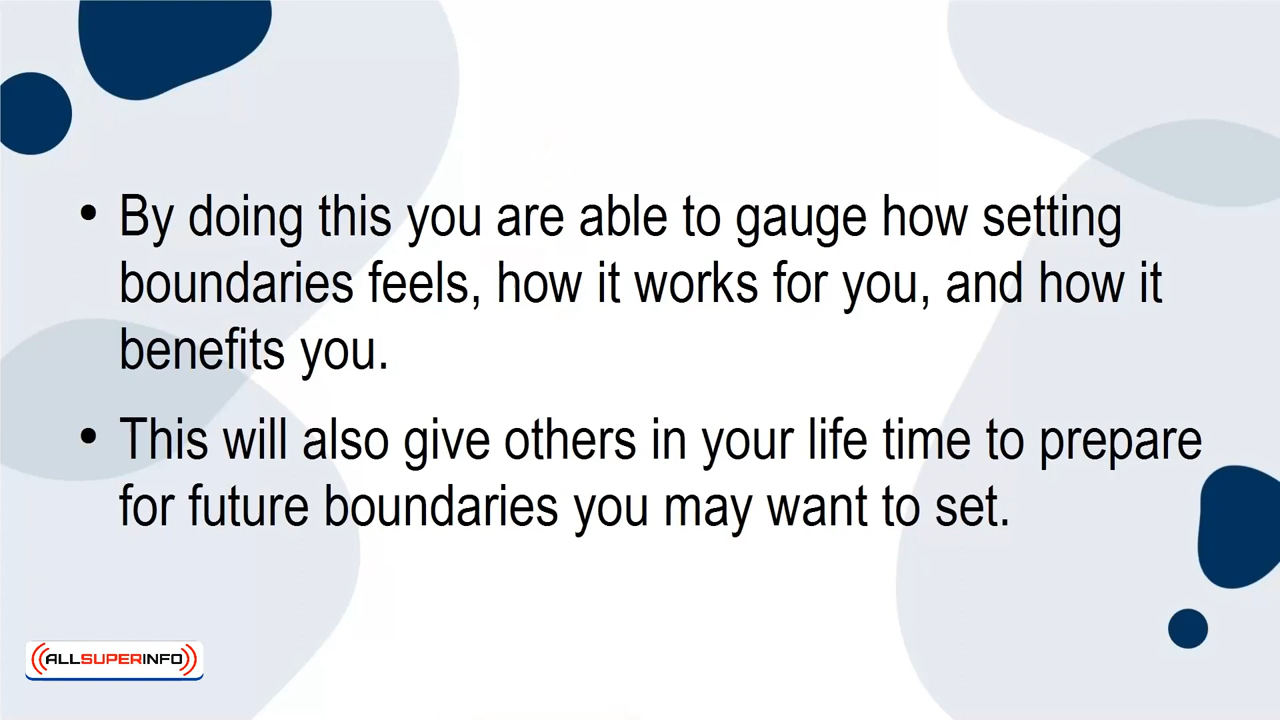 • By doing this you are able to gauge how setting
boundaries feels, how it works for you, and how it
benefits you.
• This will also give others in your life time to prepare
for future boundaries you may want to set.
ALLSUPERINFO